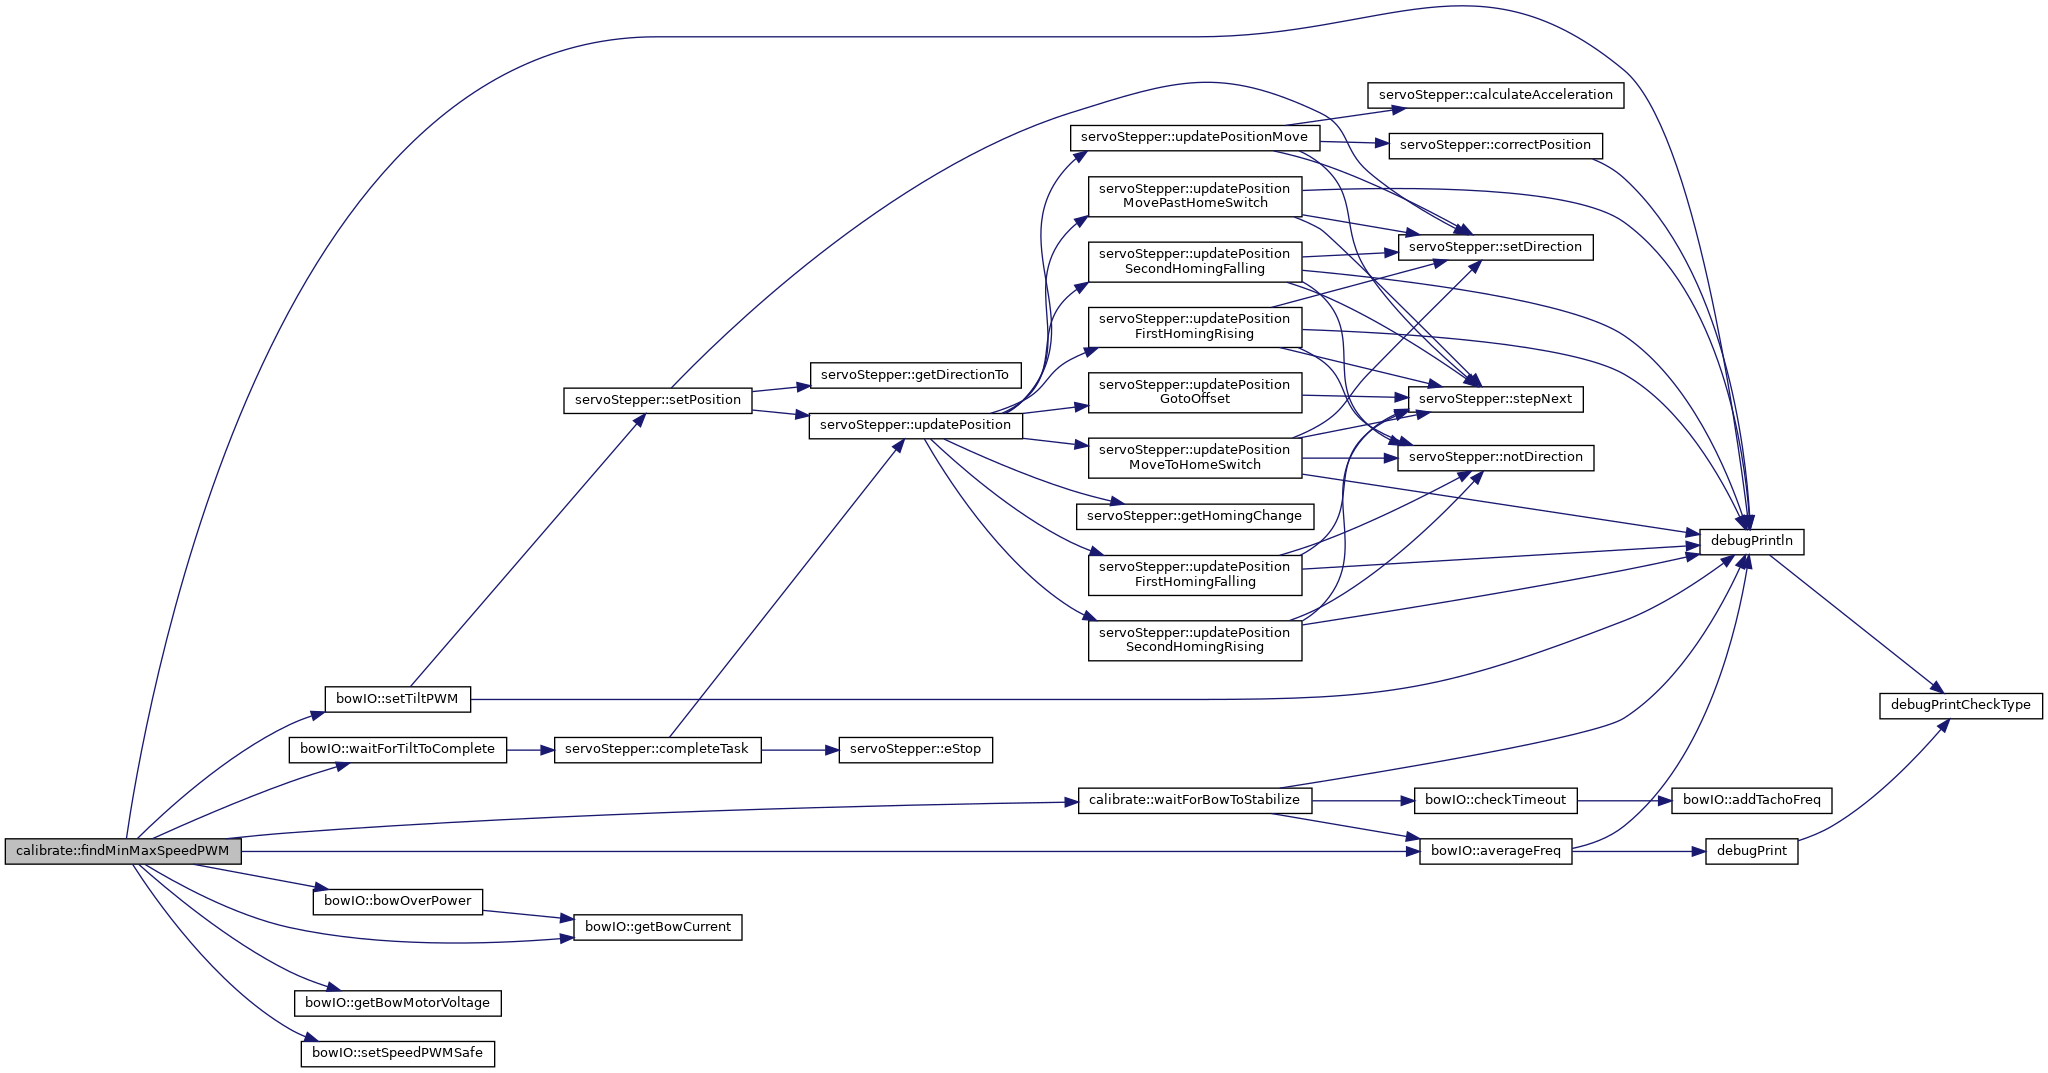 servoStepper::calculateAcceleration
servoStepper::updatePositionMove
servoStepper::correctPosition
servoStepper::updatePosition
MovePastHomeSwitch
servoStepper::setDirection
servoStepper::updatePosition
SecondHomingFalling
servoStepper::updatePosition
FirstHomingRising
servoStepper::getDirectionTo
servoStepper::setPosition
servoStepper::updatePosition
GotoOffset
servoStepper::stepNext
servoStepper::updatePosition
servoStepper::updatePosition
MoveToHomeSwitch
servoStepper::notDirection
servoStepper::getHomingChange
debugPrintln
servoStepper::updatePosition
FirstHomingFalling
servoStepper::updatePosition
SecondHomingRising
bowIO::setTiltPWM
debugPrintCheckType
bowIO::waitForTiltToComplete
servoStepper::completeTask
servoStepper::eStop
calibrate::waitForBowToStabilize
bowIO::checkTimeout
bowIO::addTachoFreq
calibrate::findMinMaxSpeedPWM
bowIO::averageFreq
debugPrint
bowIO::bowOverPower
bowIO::getBowCurrent
bowIO::getBowMotorVoltage
bowIO::setSpeedPWMSafe